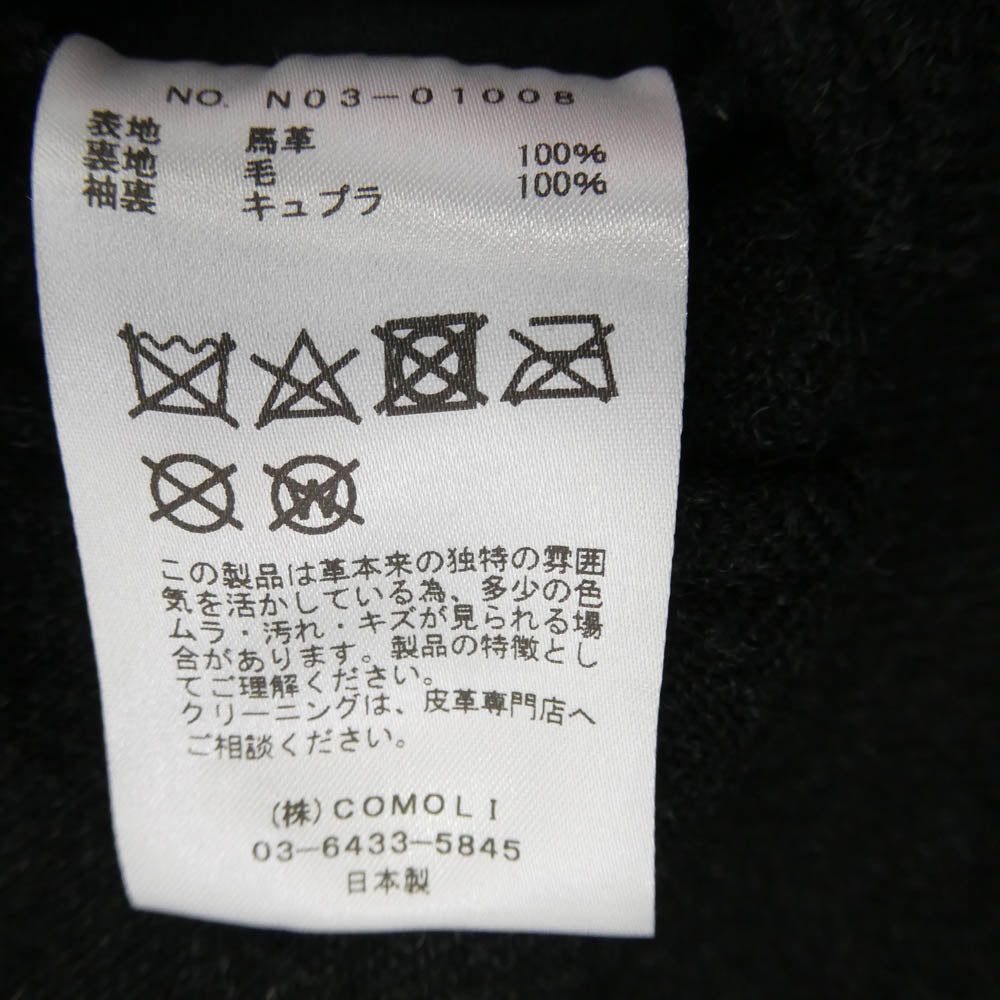 NO. N03-01008
表地 馬革
裏地 毛 100%
袖裏 キュプラ 100%
W
この製品は革本来の独特の雰囲
気を活かしている為、多少の色
ムラ・汚れ・キズが見られる場
合があります。製品の特徴とし
てご理解ください。
クリーニングは、皮革専門店へ
ご相談ください。
(株)COMOLI
03-6433-5845
日本製